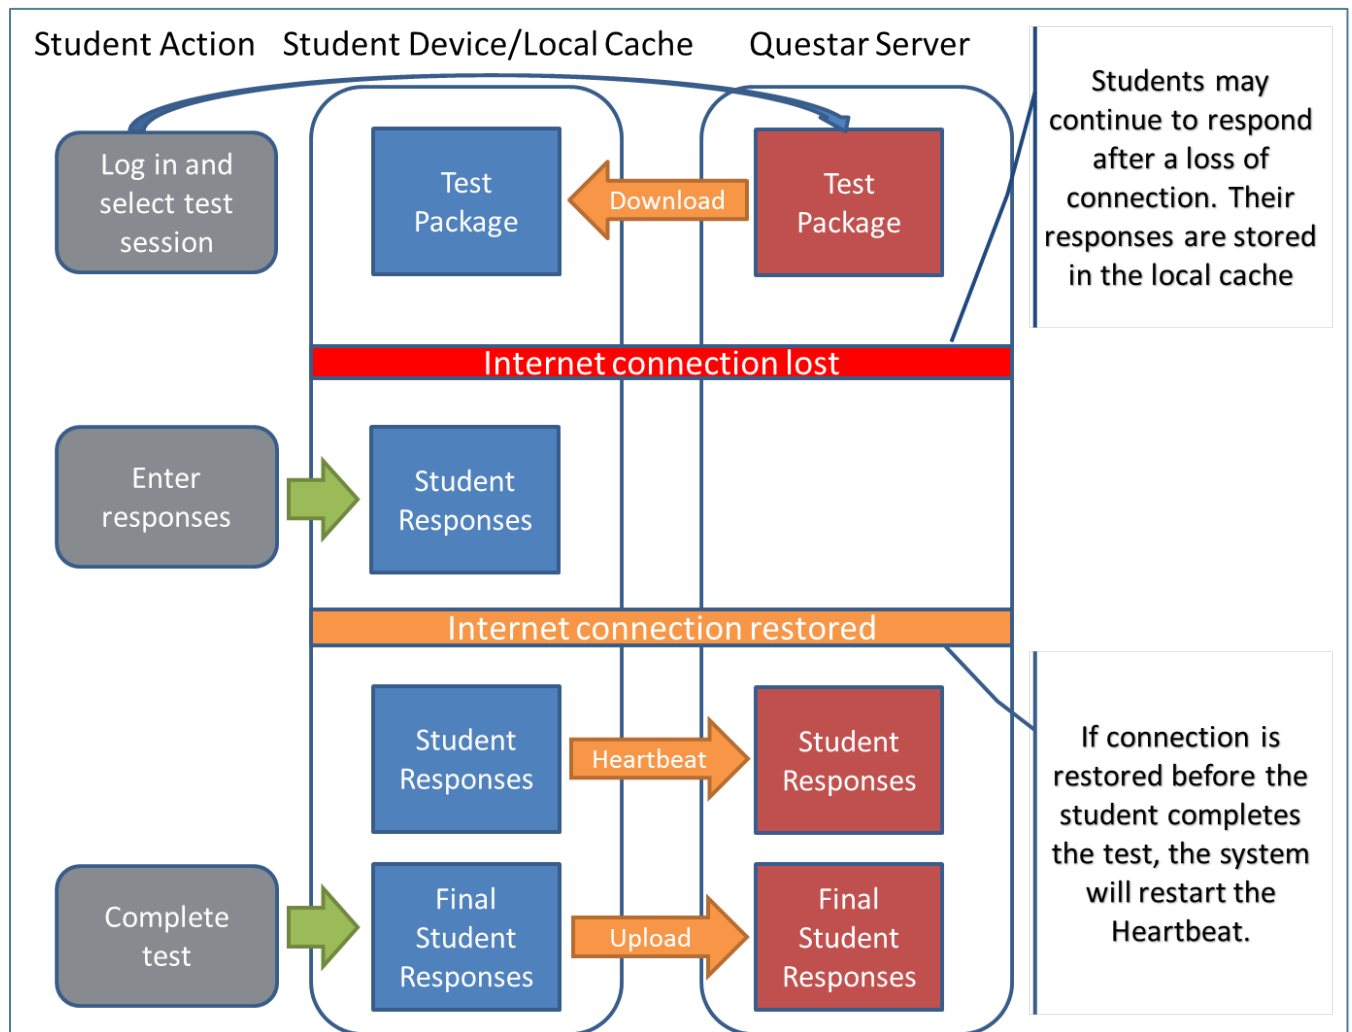 Student Action
Student Device/Local Cache
Questar Server
Log in and
select test
session
Test
Package
Download
Test
Package
Students may
continue to respond
after a loss of
connection. Their
responses are stored
in the local cache
Internet connection lost
Enter
responses
Student
Responses
Internet connection restored
Student
Responses
Heartbeat
Student
Responses
If connection is
restored before the
student completes
the test, the system
will restart the
Heartbeat.
Complete
test
Final
Student
Responses
Upload
Final
Student
Responses